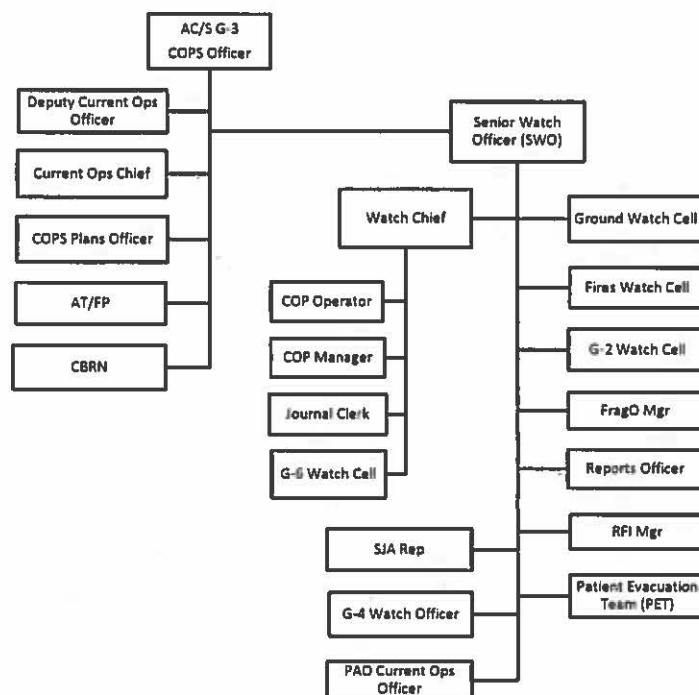 AC/S G-3
COPS Officer
Deputy Current Ops
Officer
Current Ops Chief
COPS Plans Officer
AT/FP
CBRN
Senior Watch
Officer (SWO)
Watch Chief
COP Operator
COP Manager
Journal Clerk
G-6 Watch Cell
Ground Watch Cell
Fires Watch Cell
G-2 Watch Cell
FragO Mgr
Reports Officer
RFI Mgr
Patient Evacuation
Team (PET)
SJA Rep
G-4 Watch Officer
PAO Current Ops
Officer